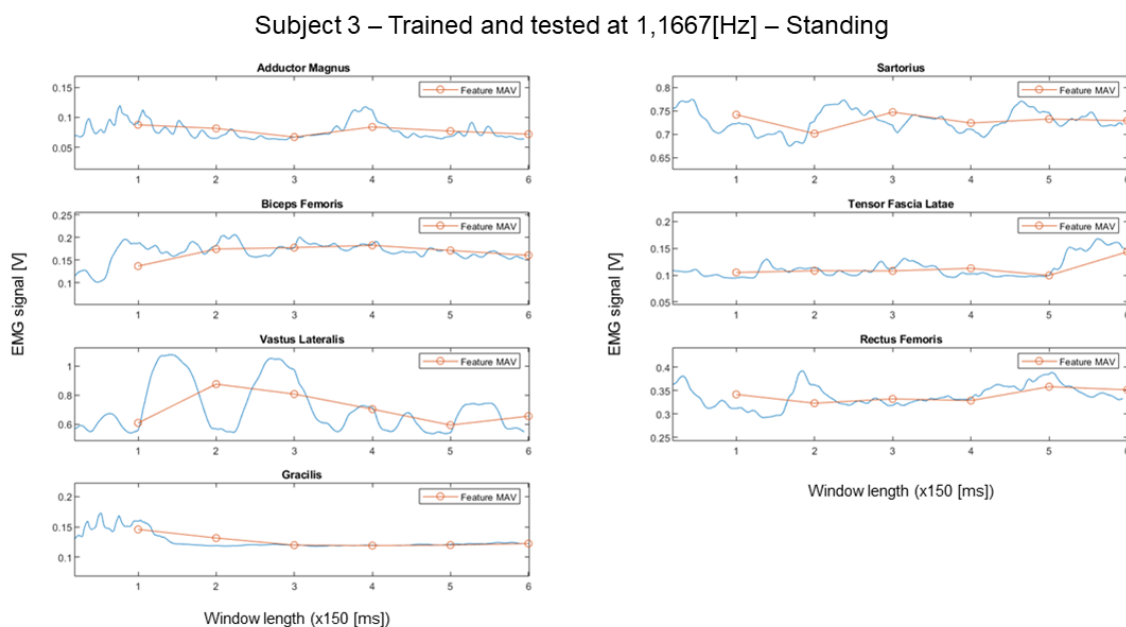 Subject 3 – Trained and tested at 1,1667[Hz] – Standing
Adductor Magnus
Feature MAV
0.15
0.1
0.05
1 2 3 4 5 6
Biceps Femoris
Feature MAV
0.25
0.2
0.15
0.1
1 2 3 4 5 6
EMG signal [V]
Vastus Lateralis
Feature MAV
1
0.8
0.6
1 2 3 4 5 6
Gracilis
Feature MAV
0.2
0.15
0.1
1 2 3 4 5 6
Window length (x150 [ms])
Sartorius
Feature MAV
0.8
0.75
0.7
0.65
1 2 3 4 5 6
Tensor Fascia Latae
Feature MAV
0.2
0.15
0.1
0.05
1 2 3 4 5 6
EMG signal [V]
Rectus Femoris
Feature MAV
0.4
0.35
0.3
0.25
1 2 3 4 5 6
Window length (x150 [ms])